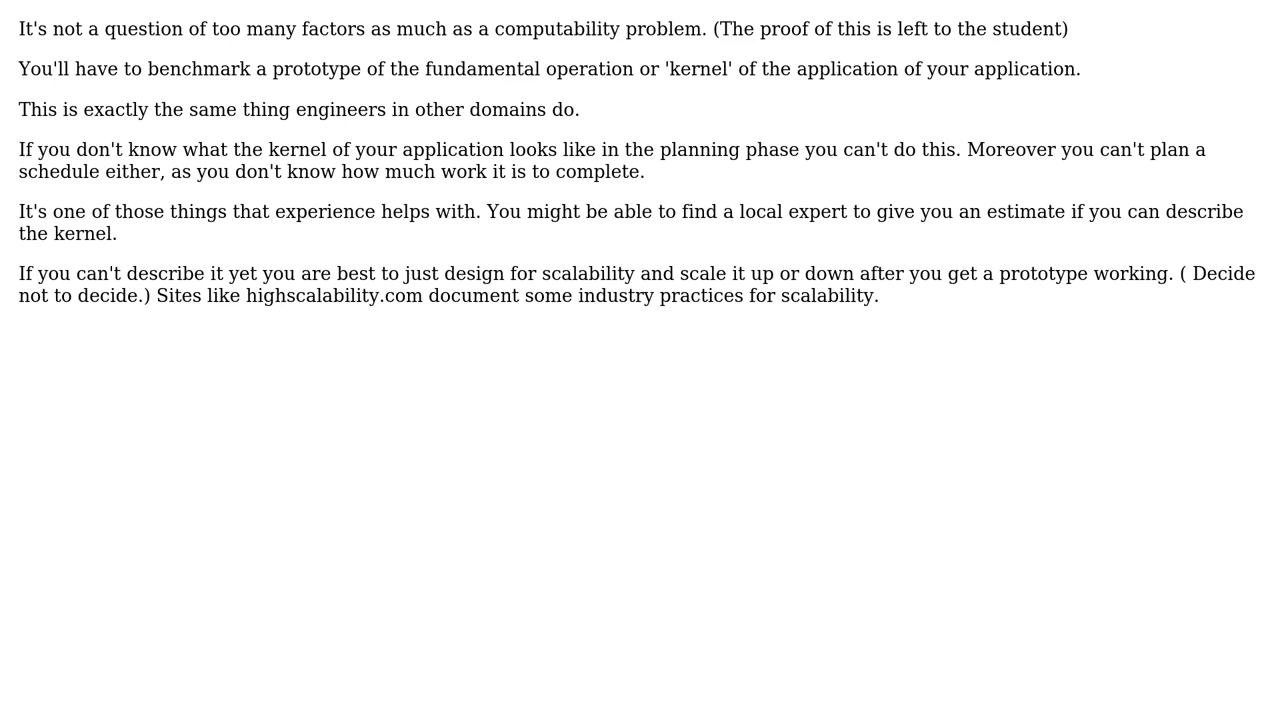 It's not a question of too many factors as much as a computability problem. (The proof of this is left to the student)
You'll have to benchmark a prototype of the fundamental operation or 'kernel' of the application of your application.
This is exactly the same thing engineers in other domains do.
If you don't know what the kernel of your application looks like in the planning phase you can't do this. Moreover you can't plan a
schedule either, as you don't know how much work it is to complete.
It's one of those things that experience helps with. You might be able to find a local expert to give you an estimate if you can describe
the kernel.
If you can't describe it yet you are best to just design for scalability and scale it up or down after you get a prototype working. ( Decide
not to decide.) Sites like highscalability.com document some industry practices for scalability.